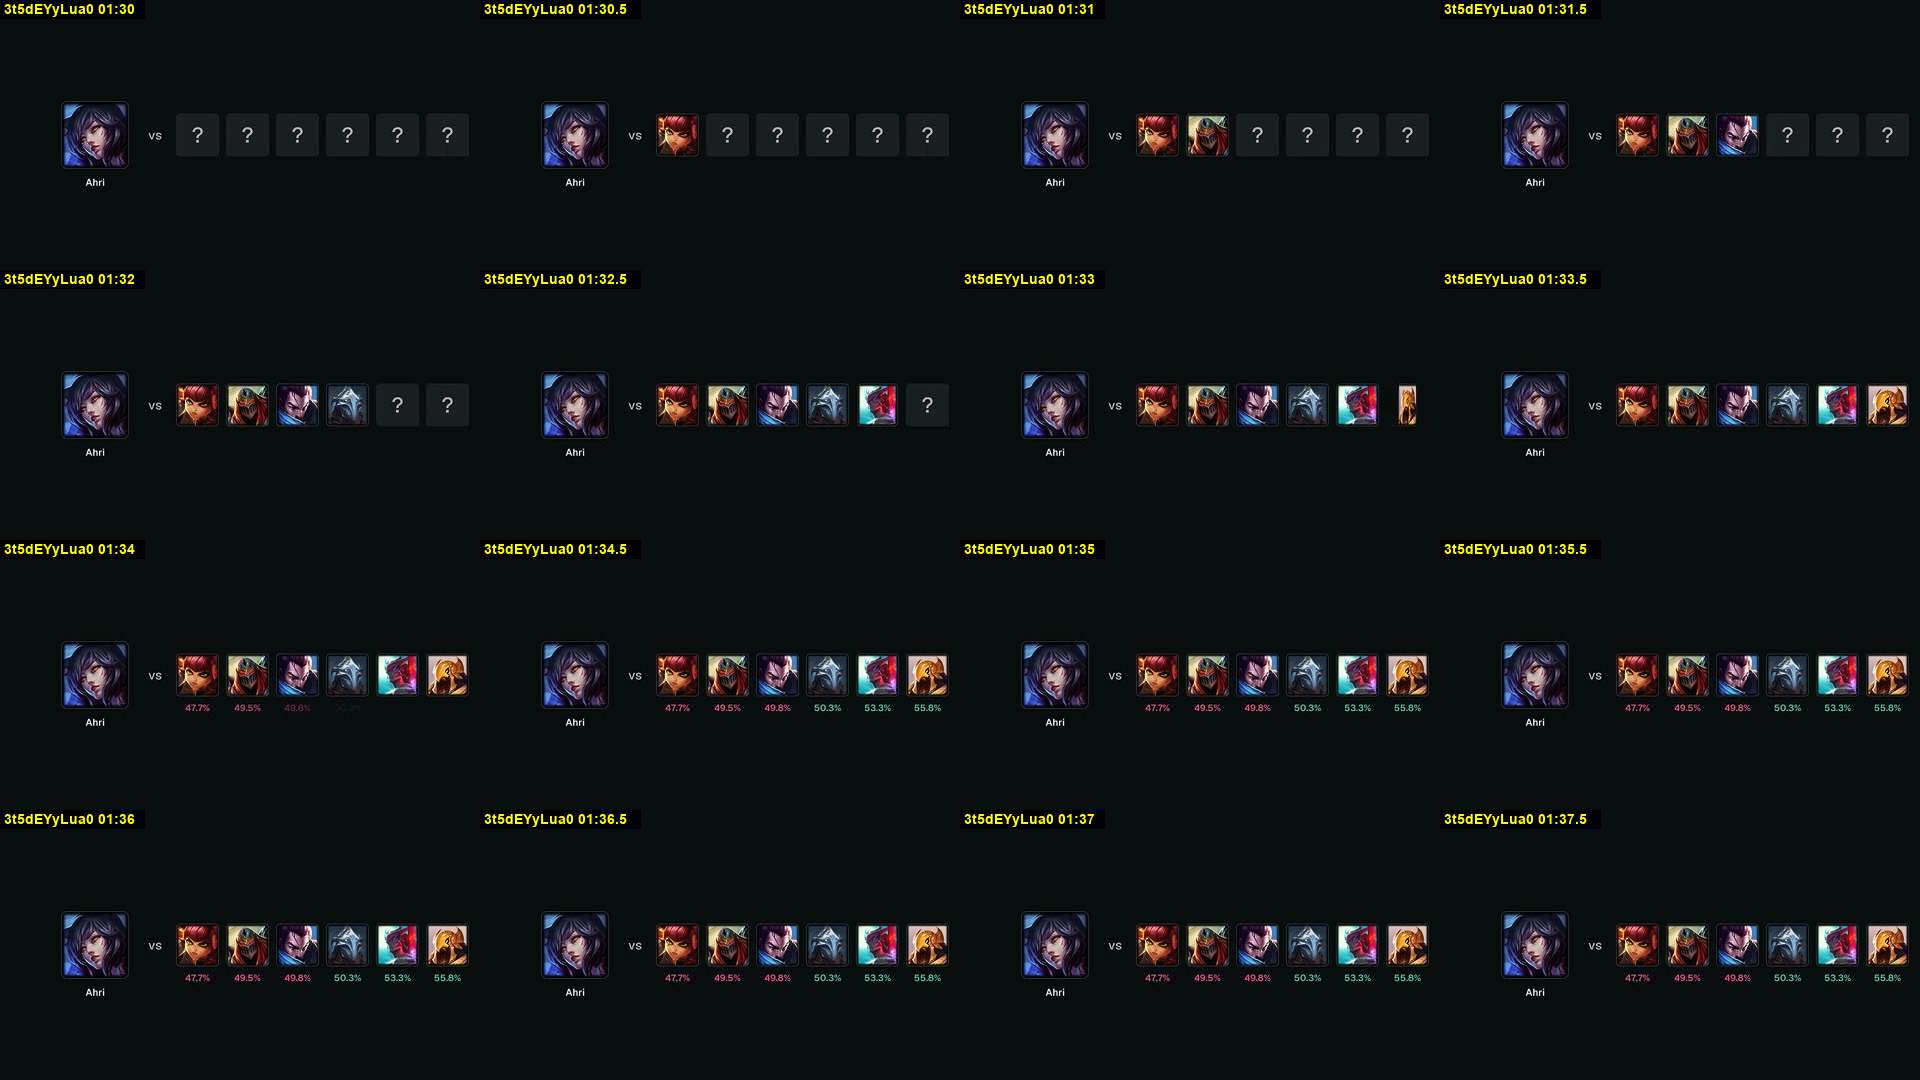 3t5dEYyLua0 01:30
3t5dEYyLua0 01:30.5
3t5dEYyLua0 01:31
3t5dEYyLua0 01:31.5
vs ? ? ? ? ? ?
vs ? ? ? ? ?
vs ? ? ? ?
vs ? ? ?
Ahri
Ahri
Ahri
Ahri
3t5dEYyLua0 01:32
3t5dEYyLua0 01:32.5
3t5dEYyLua0 01:33
3t5dEYyLua0 01:33.5
vs ? ?
vs ?
vs
vs
Ahri
Ahri
Ahri
Ahri
3t5dEYyLua0 01:34
3t5dEYyLua0 01:34.5
3t5dEYyLua0 01:35
3t5dEYyLua0 01:35.5
vs
vs
vs
vs
47.7% 49.5% 49.8% 50.3%
47.7% 49.5% 49.8% 50.3% 53.3% 55.8%
47.7% 49.5% 49.8% 50.3% 53.3% 55.8%
47.7% 49.5% 49.8% 50.3% 53.3% 55.8%
Ahri
Ahri
Ahri
Ahri
3t5dEYyLua0 01:36
3t5dEYyLua0 01:36.5
3t5dEYyLua0 01:37
3t5dEYyLua0 01:37.5
vs
vs
vs
vs
47.7% 49.5% 49.8% 50.3% 53.3% 55.8%
47.7% 49.5% 49.8% 50.3% 53.3% 55.8%
47.7% 49.5% 49.8% 50.3% 53.3% 55.8%
47.7% 49.5% 49.8% 50.3% 53.3% 55.8%
Ahri
Ahri
Ahri
Ahri